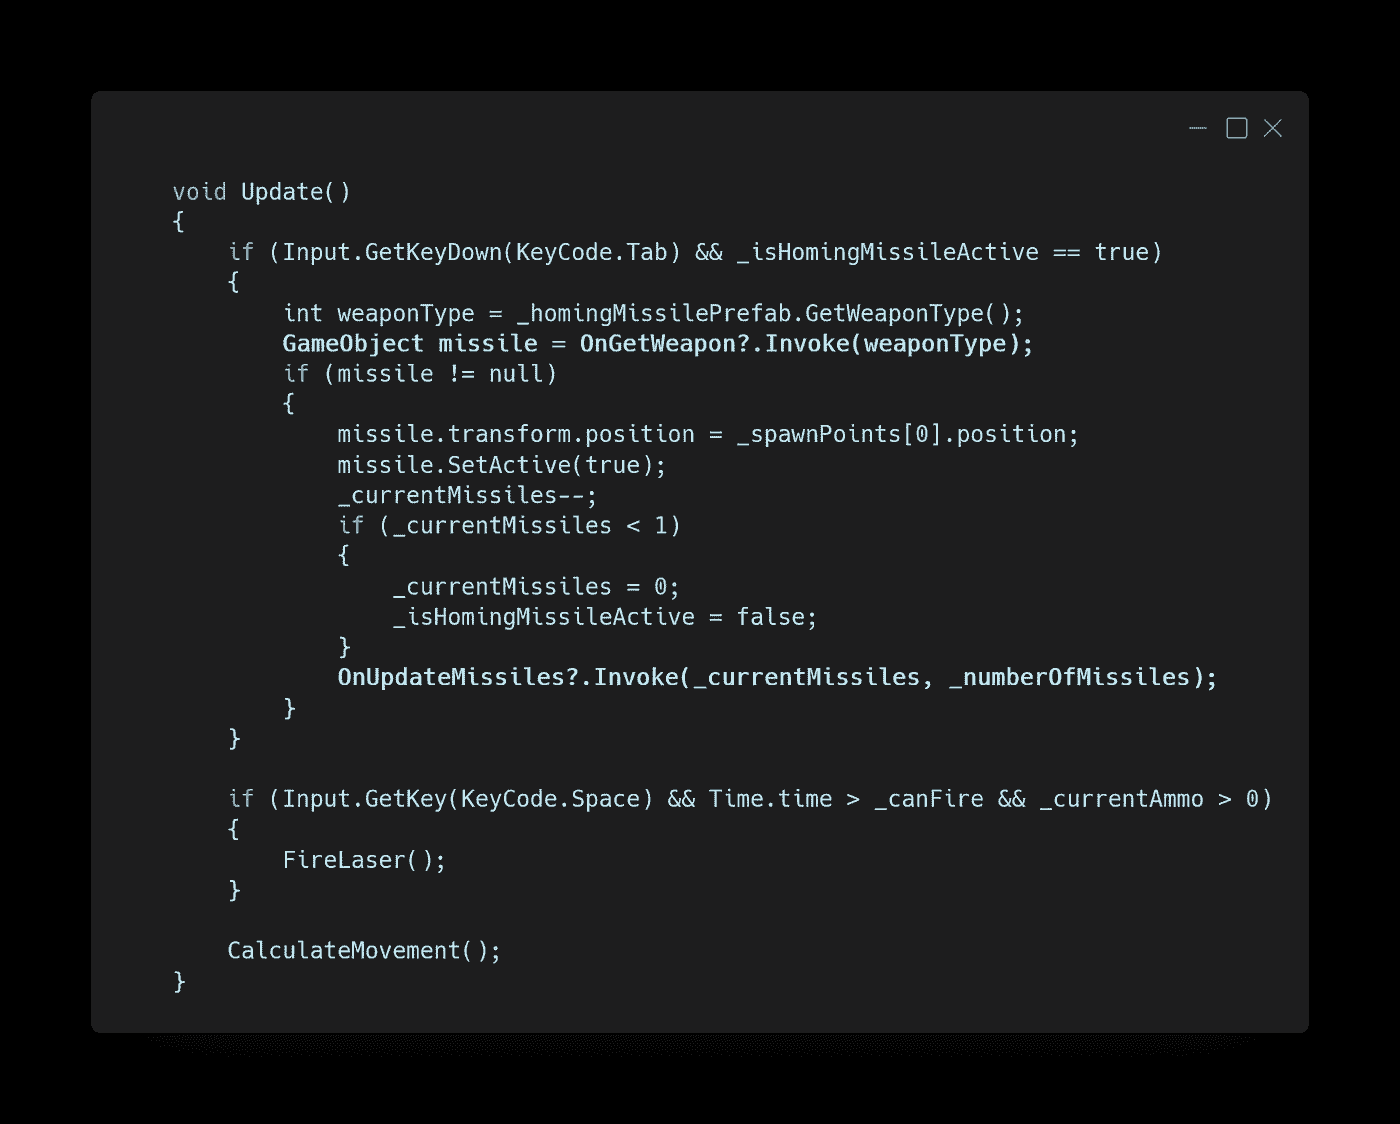 void Update()
{
    if (Input.GetKeyDown(KeyCode.Tab) && _isHomingMissileActive == true)
    {
        int weaponType = _homingMissilePrefab.GetWeaponType();
        GameObject missile = OnGetWeapon?.Invoke(weaponType);
        if (missile != null)
        {
            missile.transform.position = _spawnPoints[0].position;
            missile.SetActive(true);
            _currentMissiles--;
            if (_currentMissiles < 1)
            {
                _currentMissiles = 0;
                _isHomingMissileActive = false;
            }
            OnUpdateMissiles?.Invoke(_currentMissiles, _numberOfMissiles);
        }
    }

    if (Input.GetKey(KeyCode.Space) && Time.time > _canFire && _currentAmmo > 0)
    {
        FireLaser();
    }

    CalculateMovement();
}